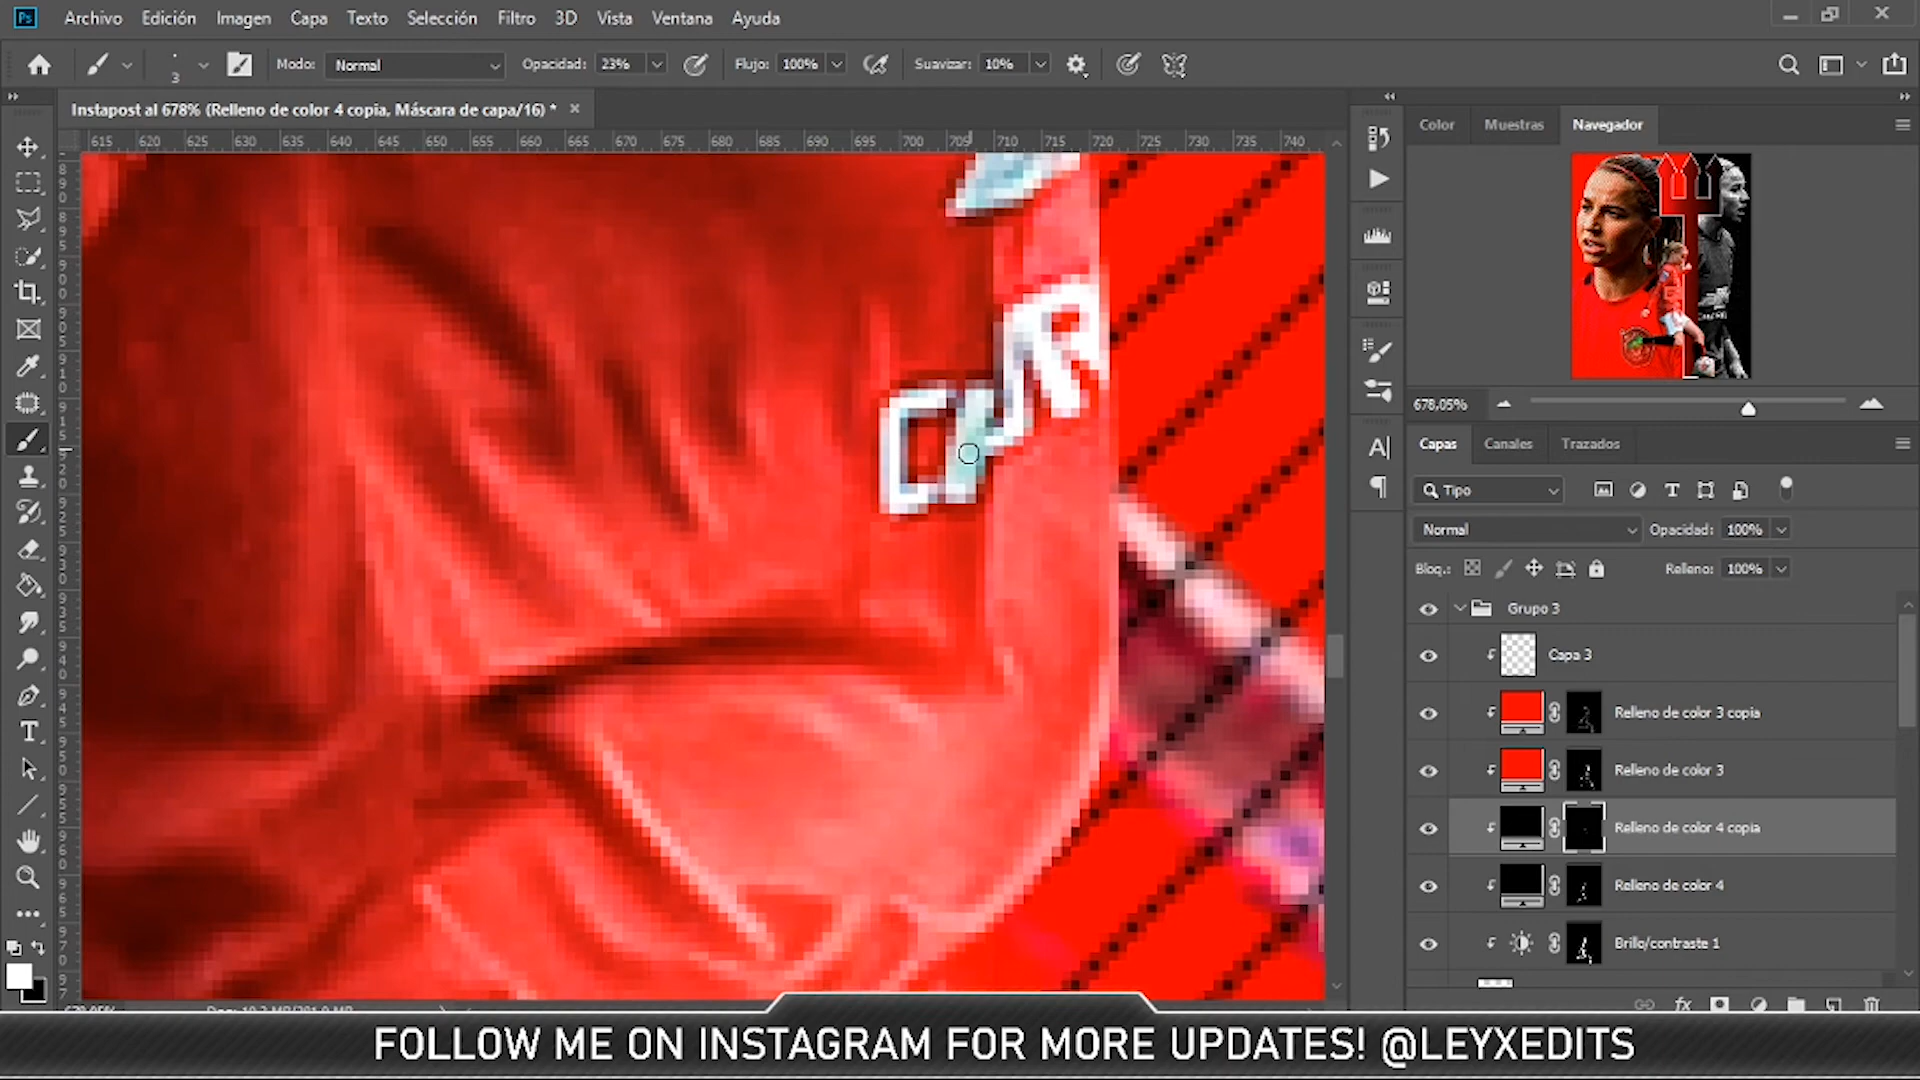 Ps Archivo Edición Imagen Capa Texto Selección Filtro 3D Vista Ventana Ayuda
3 Modo: Normal Opacidad: 23% Flujo: 100% Suavizar: 10%
Instapost al 678% (Relleno de color 4 copia, Máscara de capa/16) *
615 620 625 630 635 640 645 650 655 660 665 670 675 680 685 690 695 700 705 710 715 720 725 730 735 740
Color Muestras Navegador
678,05%
Capas Canales Trazados
Tipo
Normal Opacidad: 100%
Bloq.: Relleno: 100%
Grupo 3
Capa 3
Relleno de color 3 copia
Relleno de color 3
Relleno de color 4 copia
Relleno de color 4
Brillo/contraste 1
FOLLOW ME ON INSTAGRAM FOR MORE UPDATES! @LEYXEDITS